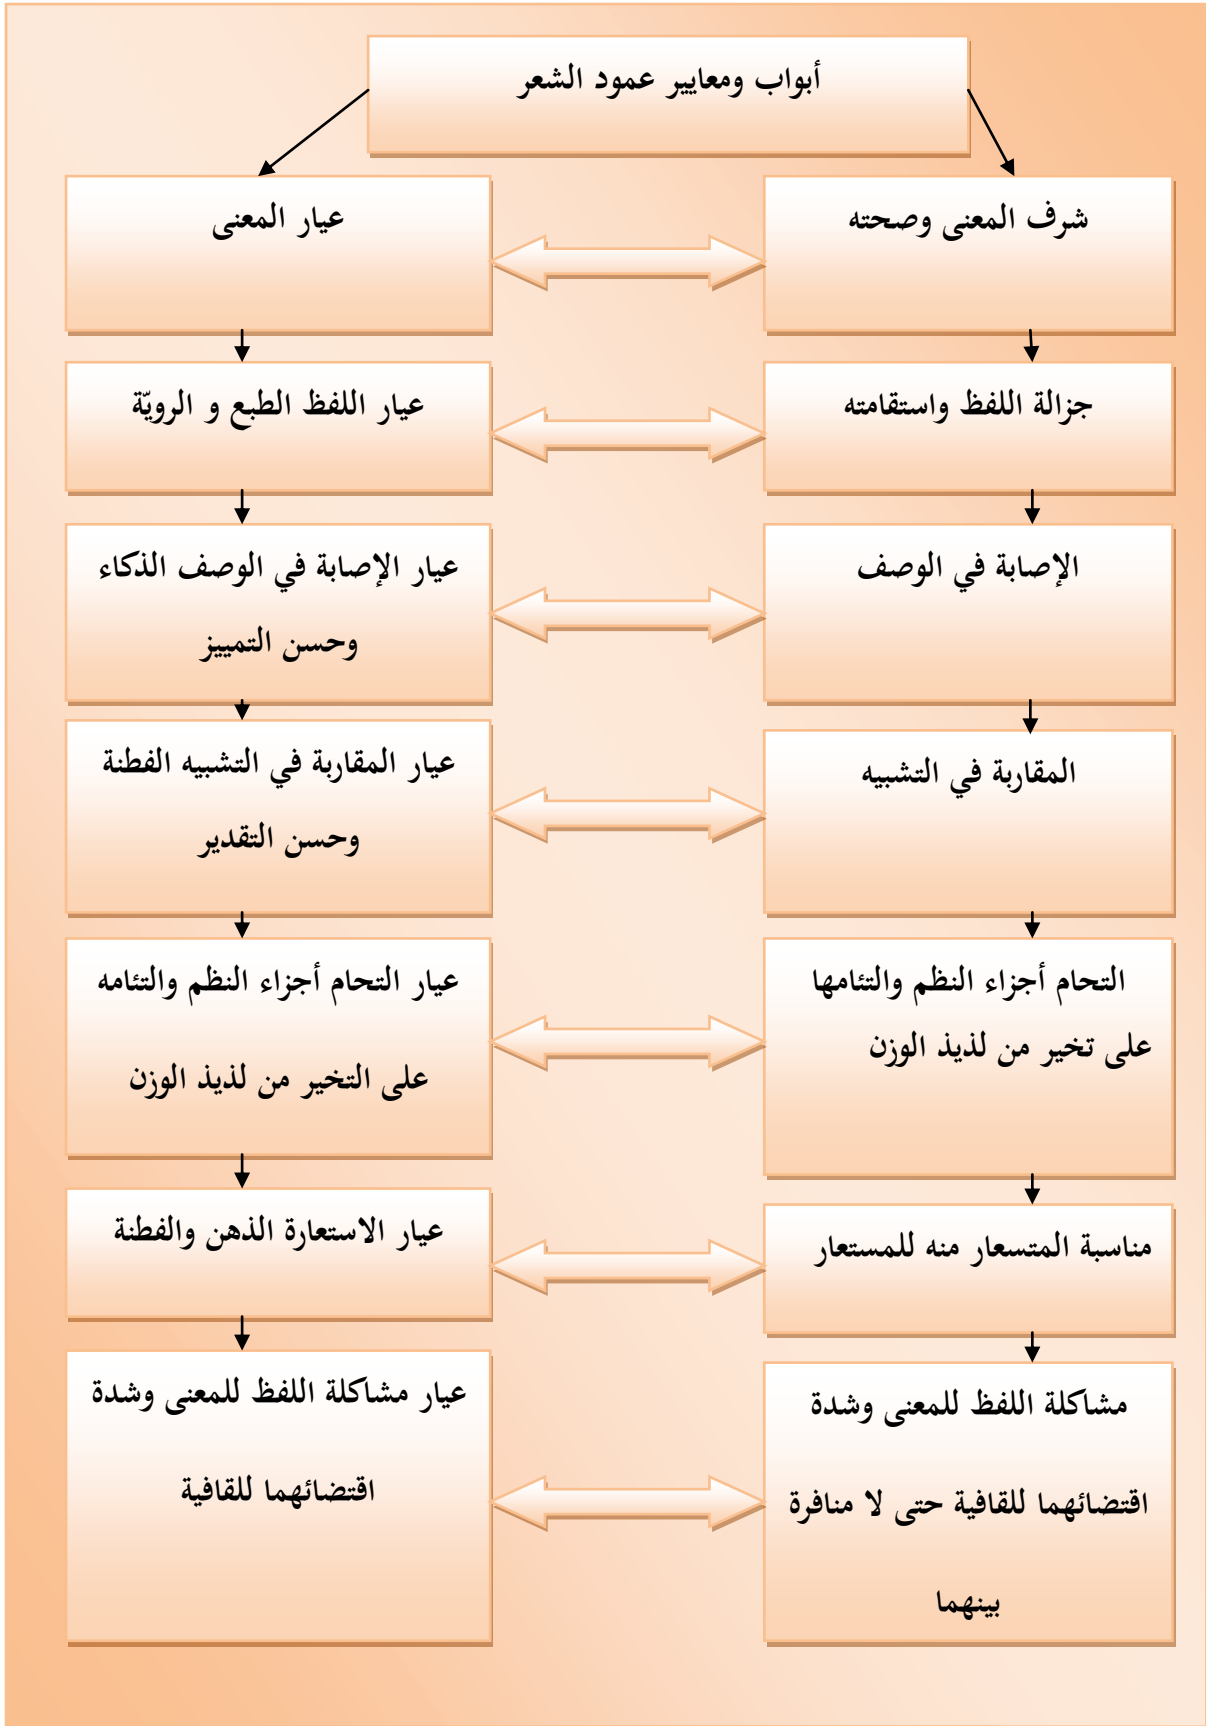 أبواب ومعايير عمود الشعر
شرف المعنى وصحته
عيار المعنى
جزالة اللفظ واستقامته
عيار اللفظ الطبع و الرويّة
الإصابة في الوصف
عيار الإصابة في الوصف الذكاء
وحسن التمييز
المقاربة في التشبيه
عيار المقاربة في التشبيه الفطنة
وحسن التقدير
التحام أجزاء النظم والتئامها
على تخير من لذيذ الوزن
عيار التحام أجزاء النظم والتئامه
على التخير من لذيذ الوزن
مناسبة المتسعار منه للمستعار
عيار الاستعارة الذهن والفطنة
مشاكلة اللفظ للمعنى وشدة
اقتضائهما للقافية حتى لا منافرة
بينهما
عيار مشاكلة اللفظ للمعنى وشدة
اقتضائهما للقافية